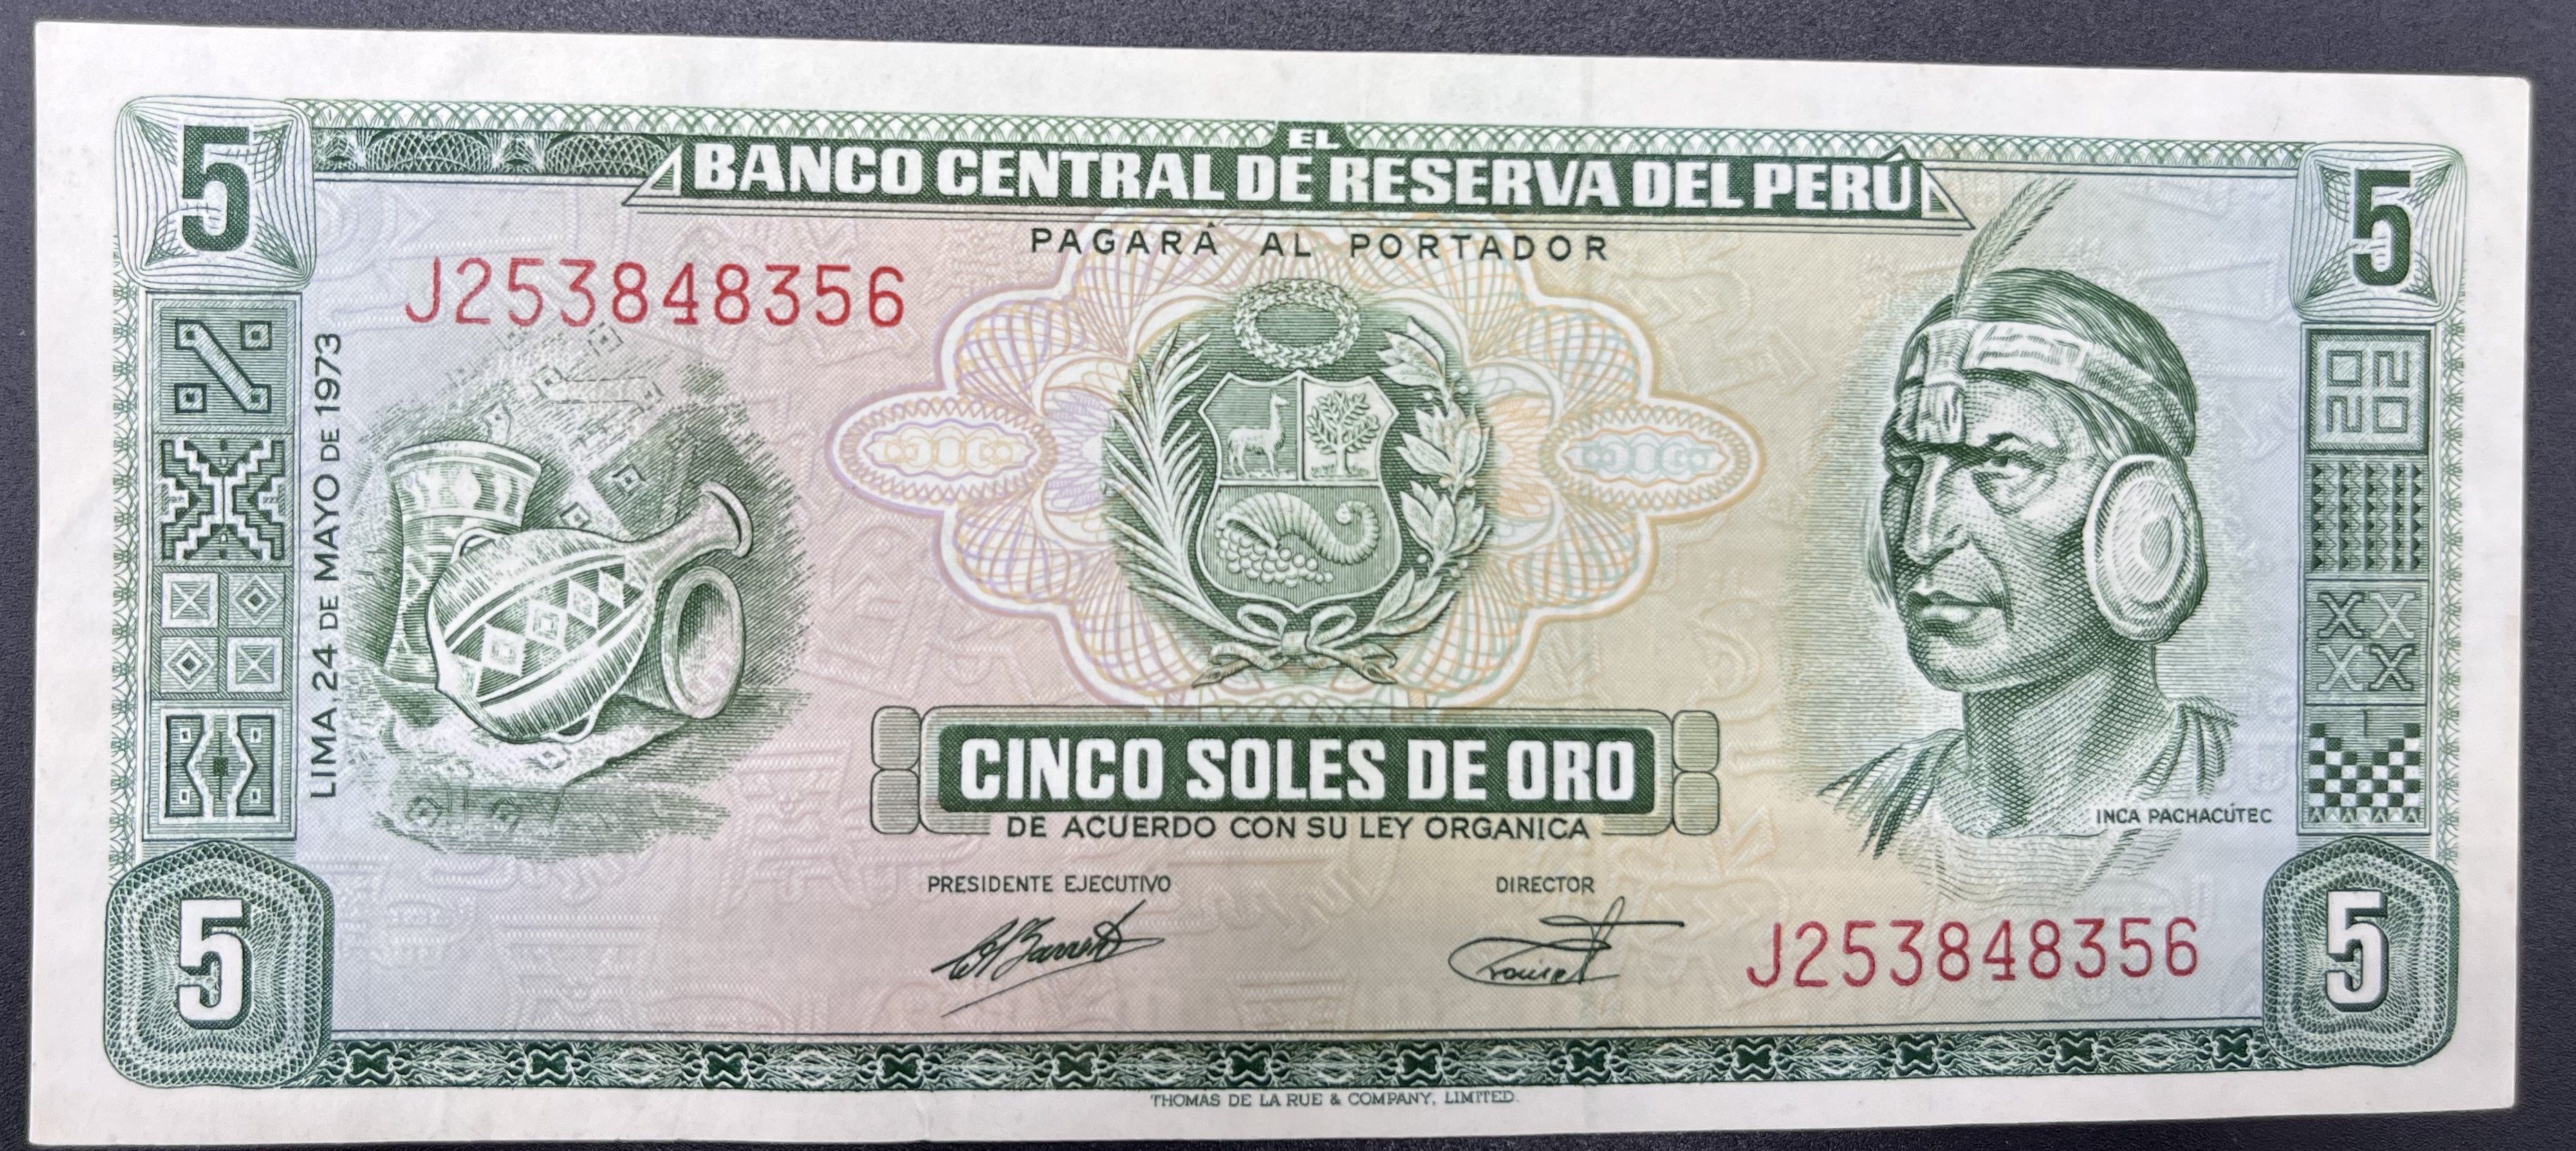 5
5
EL
BANCO CENTRAL DE RESERVA DEL PERÚ
PAGARÁ AL PORTADOR
J253848356
LIMA, 24 DE MAYO DE 1973
CINCO SOLES DE ORO
DE ACUERDO CON SU LEY ORGANICA
INCA PACHACÚTEC
PRESIDENTE EJECUTIVO
DIRECTOR
J253848356
5
5
THOMAS DE LA RUE & COMPANY, LIMITED.